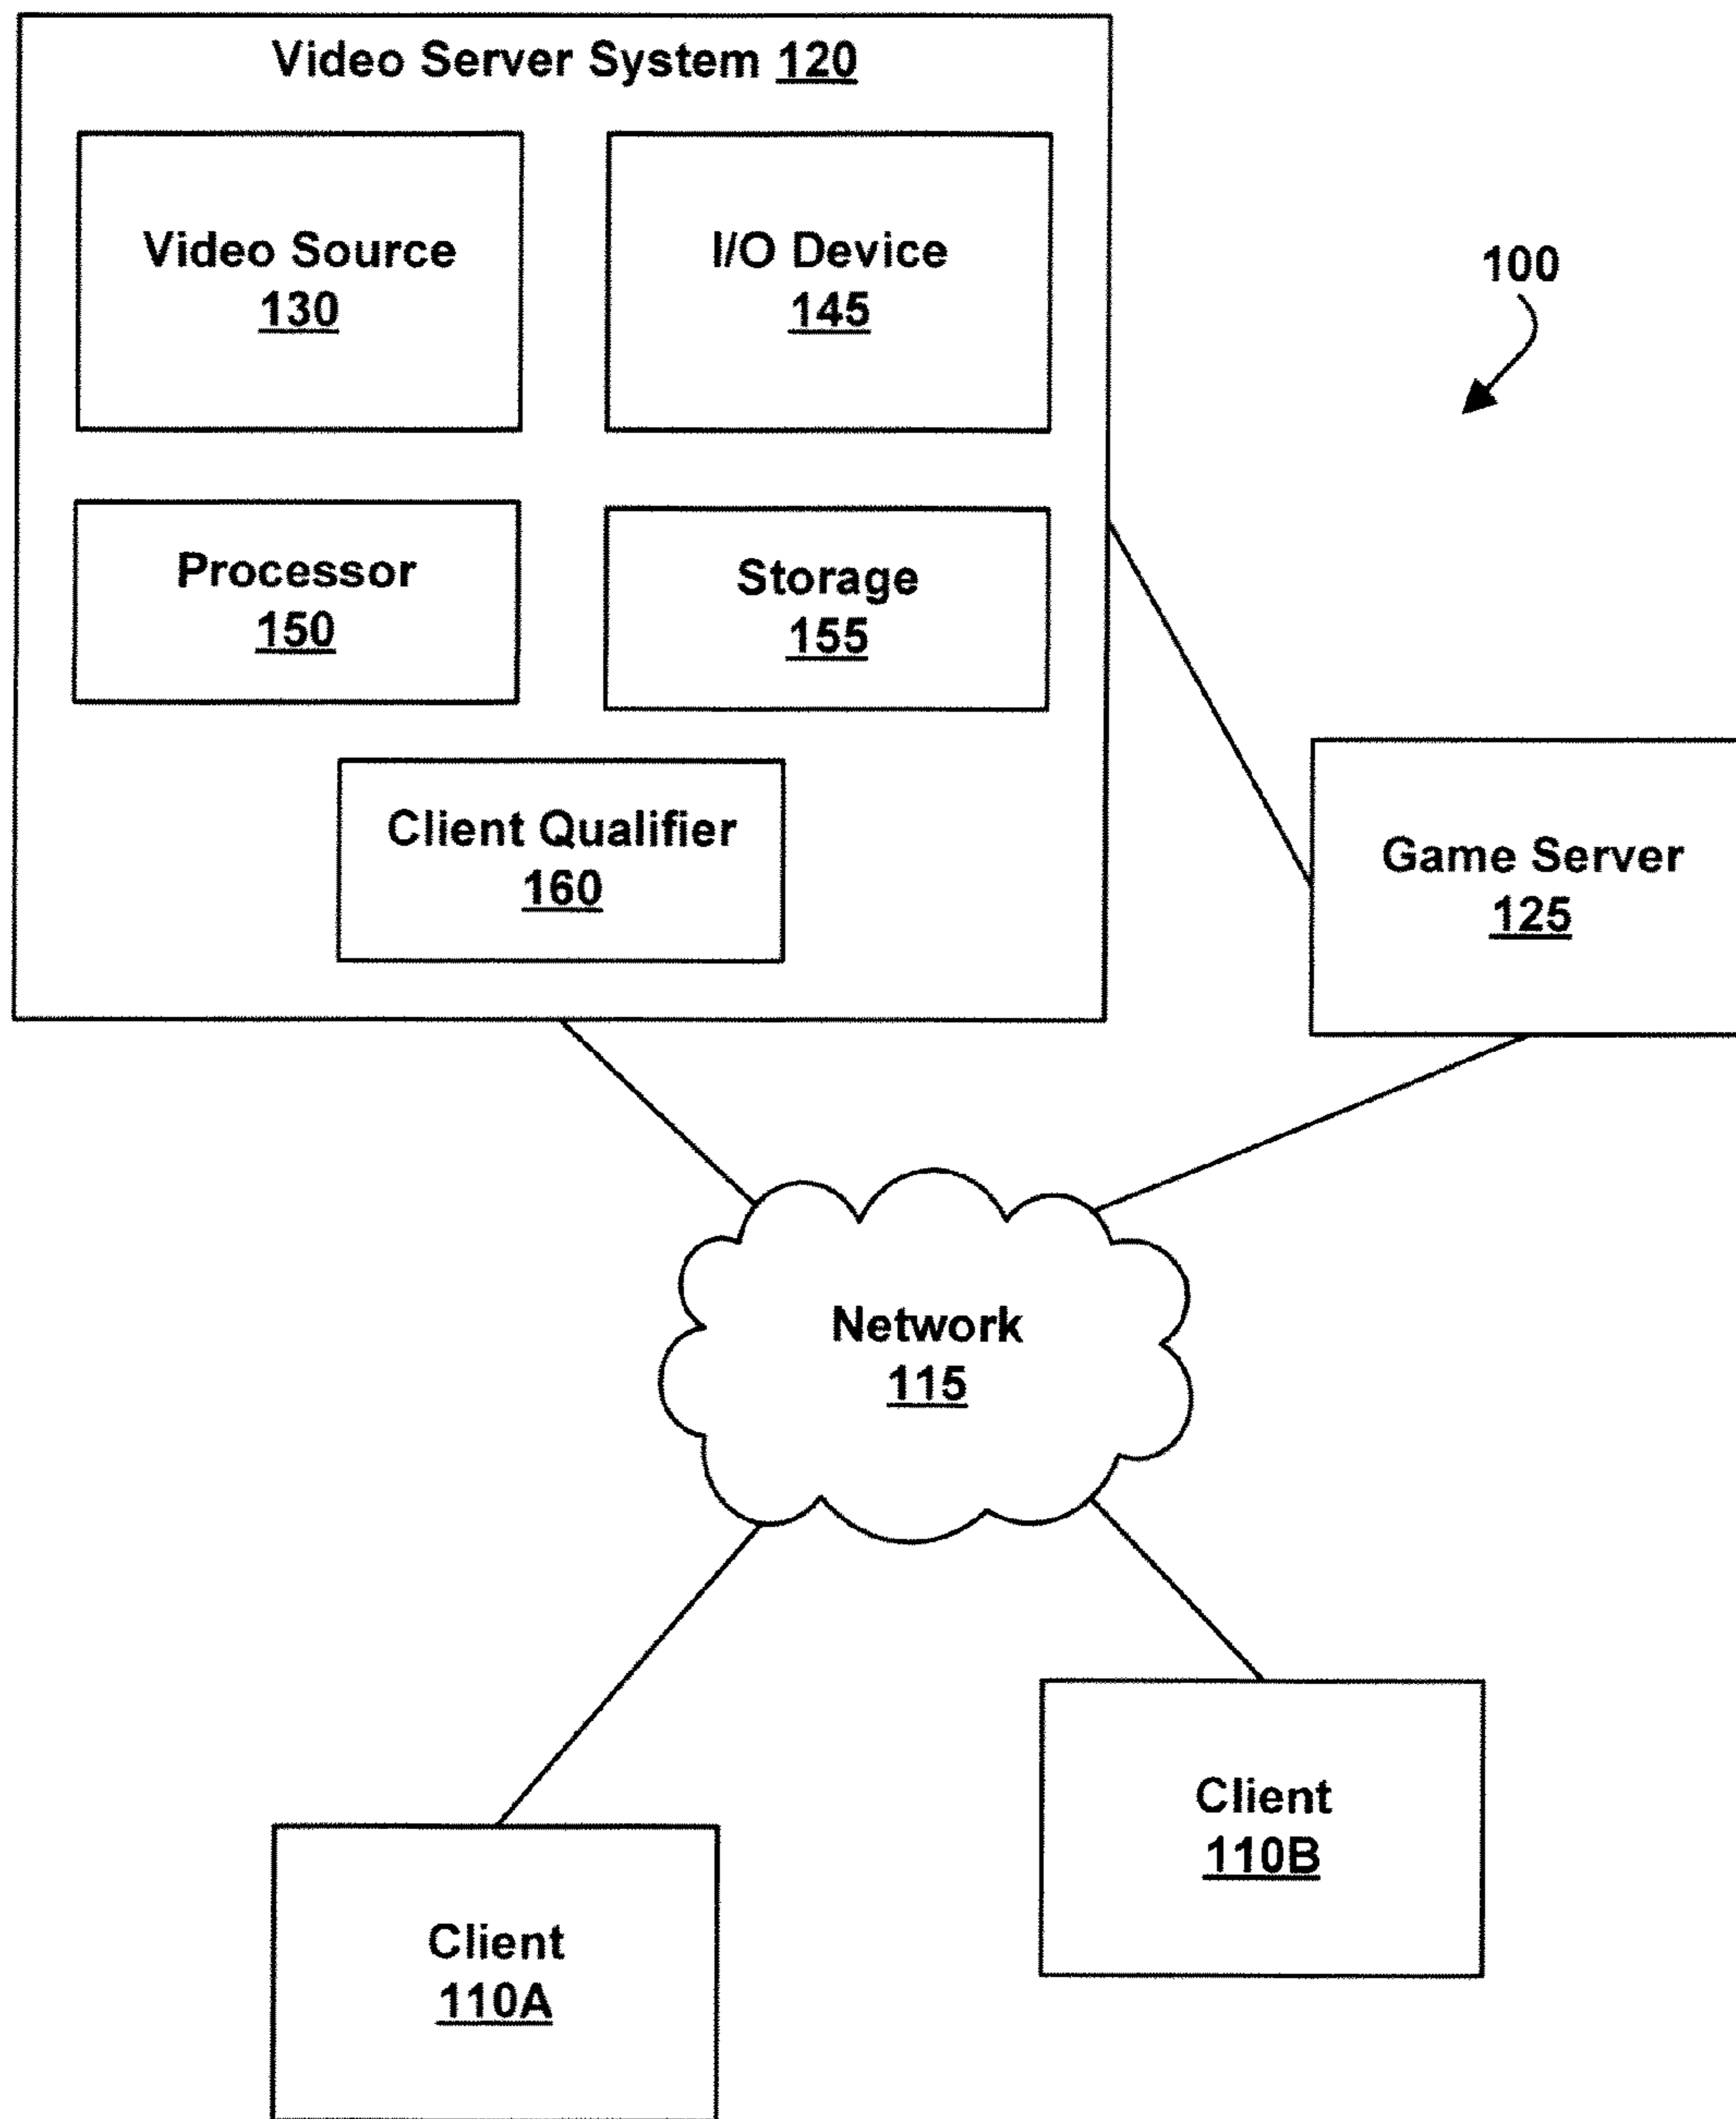 Video Server System 120
Video Source
130
I/O Device
145
100
Processor
150
Storage
155
Client Qualifier
160
Game Server
125
Network
115
Client
110B
Client
110A